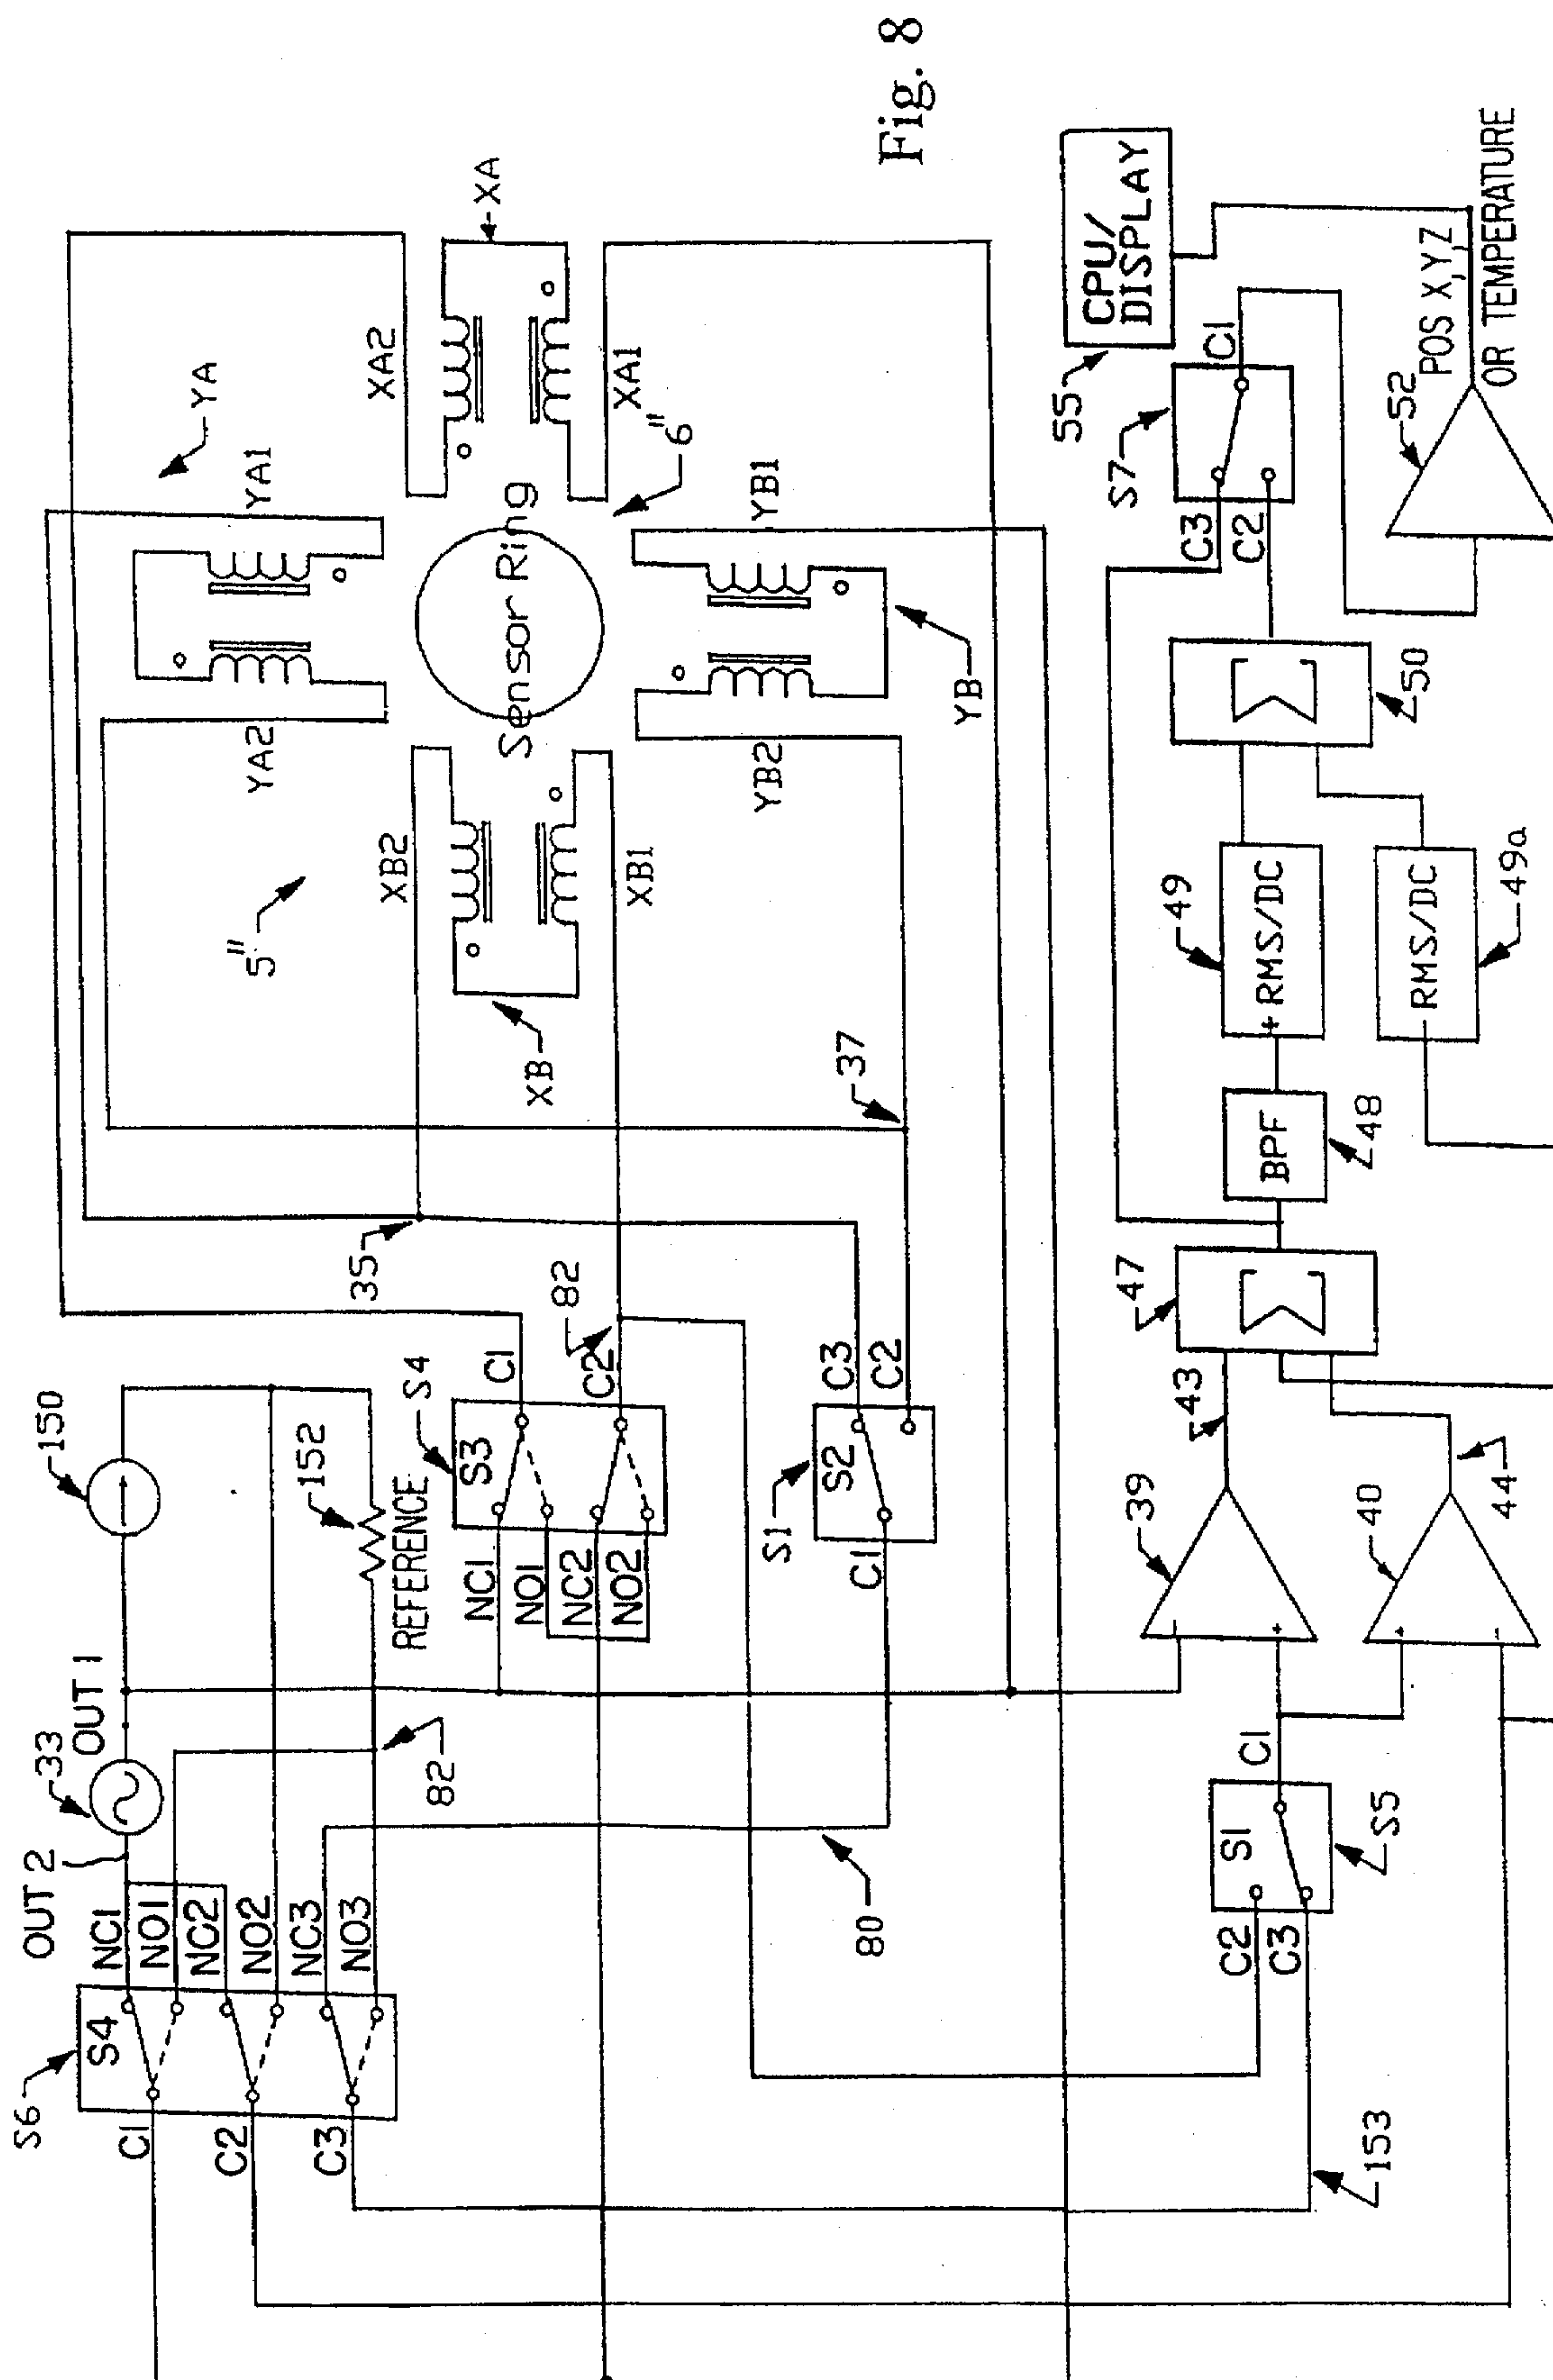 Fig. 8
S6
S4
C1
C2
C3
OUT 2
NC1
NO1
NC2
NO2
NC3
NO3
33
OUT 1
150
152
REFERENCE
82
80
S4
S3
NC1
NO1
NC2
NO2
C1
C2
82
35
S1
S2
C1
C3
C2
37
5"
YA
YA2
YA1
XA2
XA
XA1
XB2
XB1
XB
Sensor Ring
6"
YB2
YB1
YB
153
C2
C3
S1
C1
S5
39
-
+
40
+
-
43
44
47
Σ
BPF
48
+RMS/DC
49
-RMS/DC
49a
Σ
50
S7
C3
C2
C1
55
CPU/
DISPLAY
52
POS X,Y,Z
OR TEMPERATURE